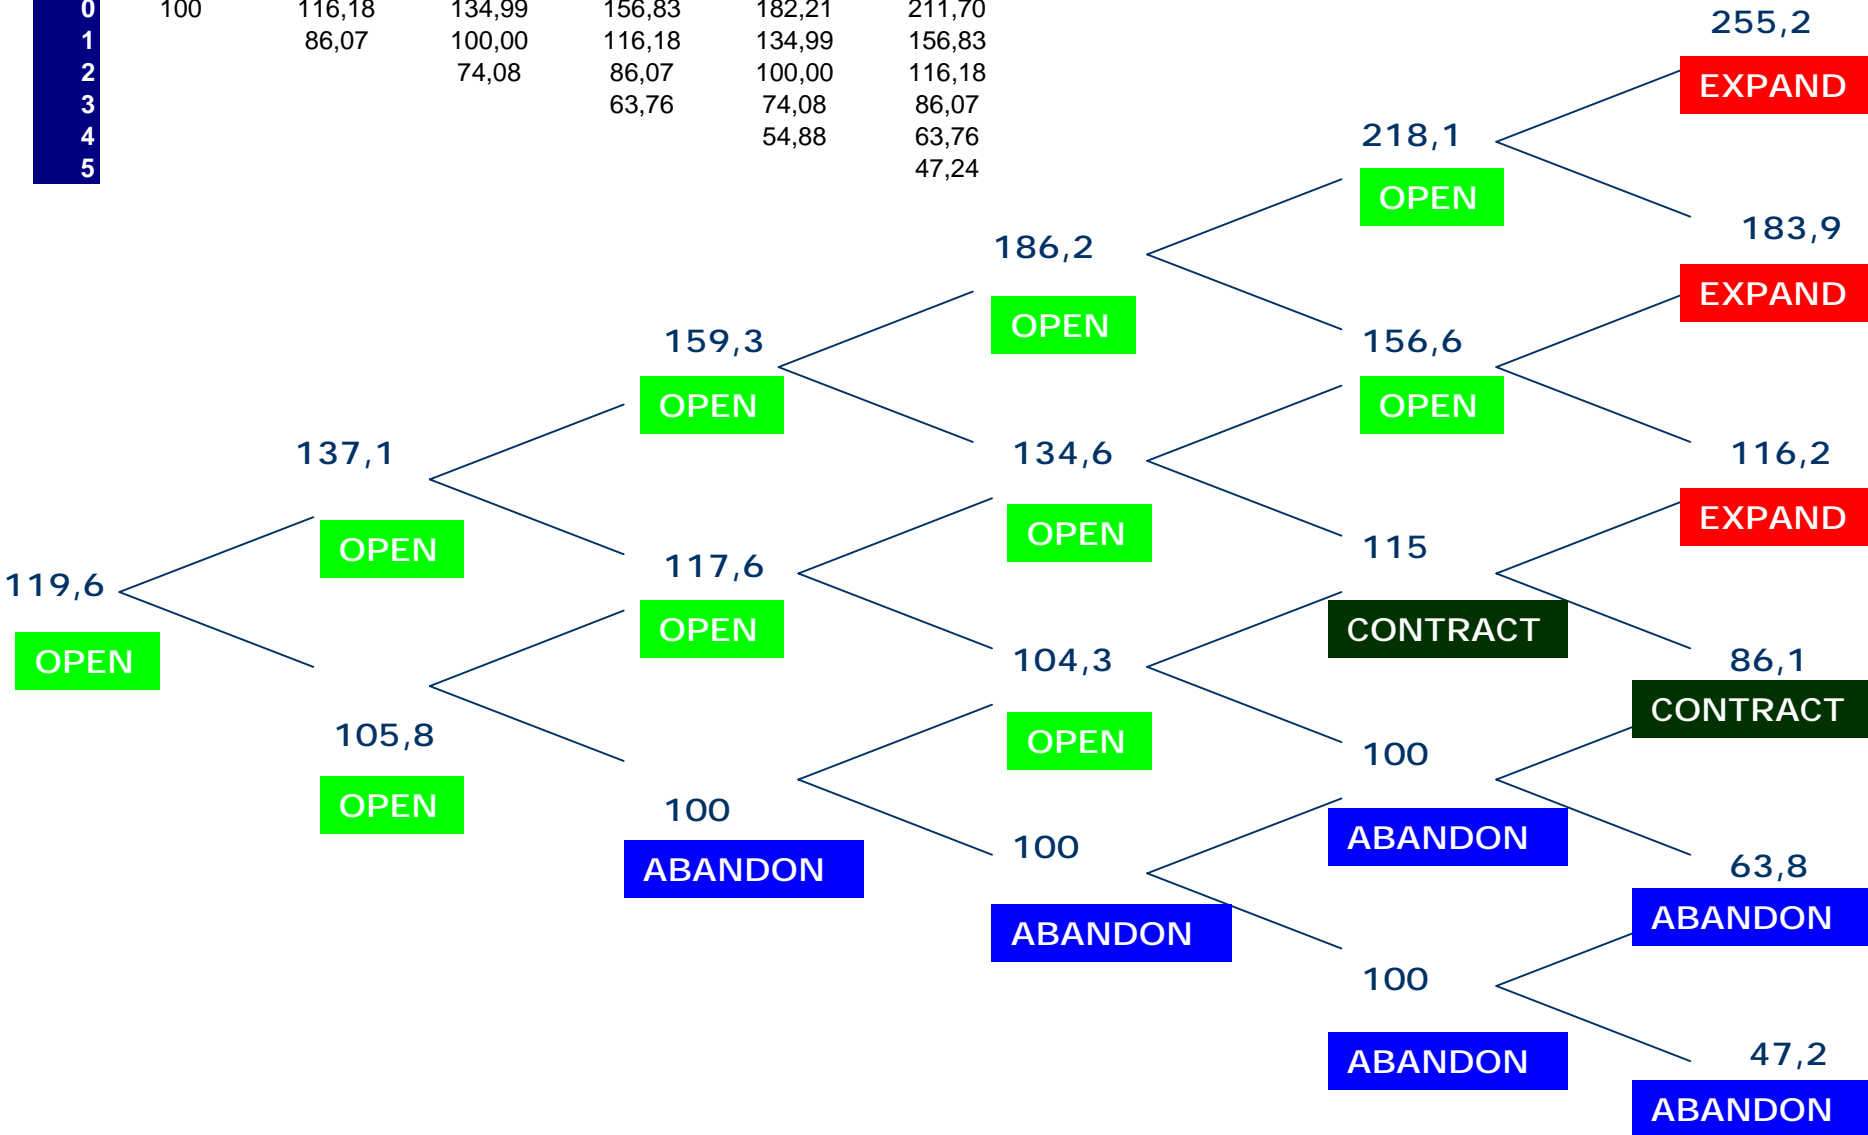 0 100 116,18 134,99 156,83 182,21 211,70
1 86,07 100,00 116,18 134,99 156,83
2 74,08 86,07 100,00 116,18
3 63,76 74,08 86,07
4 54,88 63,76
5 47,24
119,6
OPEN
137,1
OPEN
105,8
OPEN
159,3
OPEN
117,6
OPEN
100
ABANDON
186,2
OPEN
134,6
OPEN
104,3
OPEN
100
ABANDON
218,1
OPEN
156,6
OPEN
115
CONTRACT
100
ABANDON
100
ABANDON
255,2
EXPAND
183,9
EXPAND
116,2
EXPAND
86,1
CONTRACT
63,8
ABANDON
47,2
ABANDON